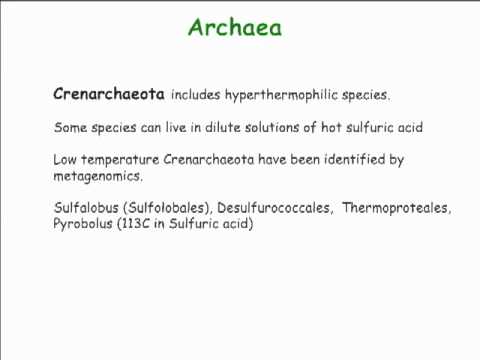 Archaea
Crenarchaeota includes hyperthermophilic species.
Some species can live in dilute solutions of hot sulfuric acid
Low temperature Crenarchaeota have been identified by
metagenomics.
Sulfalobus (Sulfolobales), Desulfurococcales, Thermoproteales,
Pyrobolus (113C in Sulfuric acid)